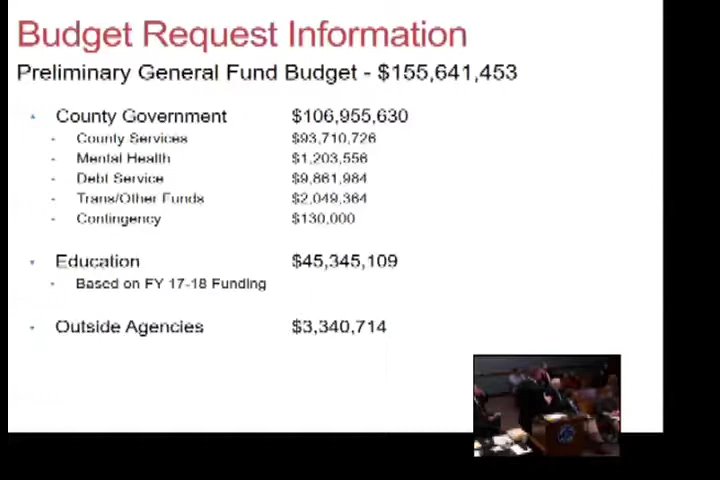 Budget Request Information
Preliminary General Fund Budget - $155,641,453
County Government $106,955,630
- County Services $93,710,726
- Mental Health $1,203,556
- Debt Service $9,861,984
- Trans/Other Funds $2,049,364
- Contingency $130,000
Education $45,345,109
- Based on FY 17-18 Funding
Outside Agencies $3,340,714